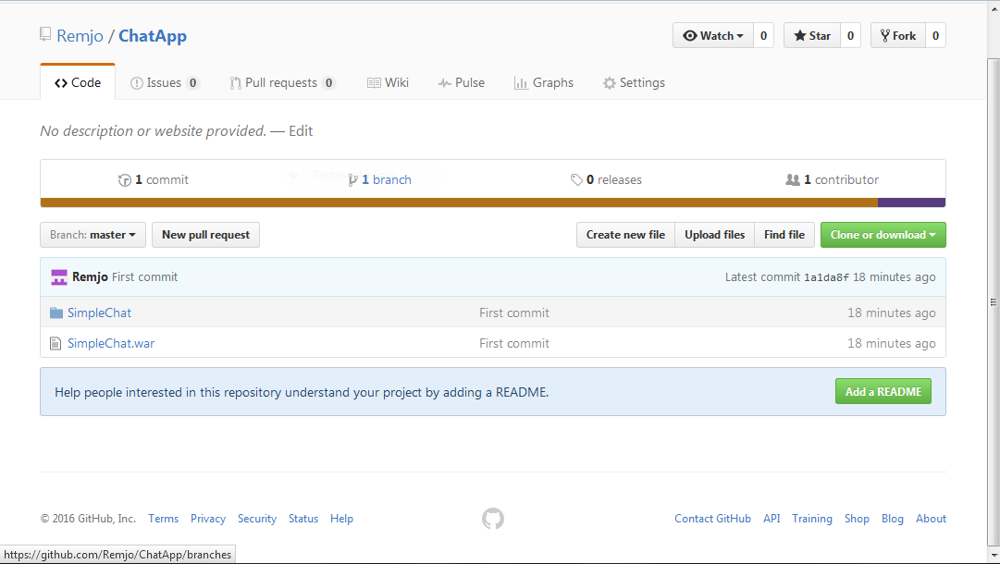 Remjo / ChatApp
Watch 0 Star 0 Fork 0
Code Issues 0 Pull requests 0 Wiki Pulse Graphs Settings
No description or website provided. — Edit
1 commit 1 branch 0 releases 1 contributor
Branch: master New pull request Create new file Upload files Find file Clone or download
Remjo First commit Latest commit 1a1da8f 18 minutes ago
SimpleChat First commit 18 minutes ago
SimpleChat.war First commit 18 minutes ago
Help people interested in this repository understand your project by adding a README. Add a README
© 2016 GitHub, Inc. Terms Privacy Security Status Help Contact GitHub API Training Shop Blog About
https://github.com/Remjo/ChatApp/branches